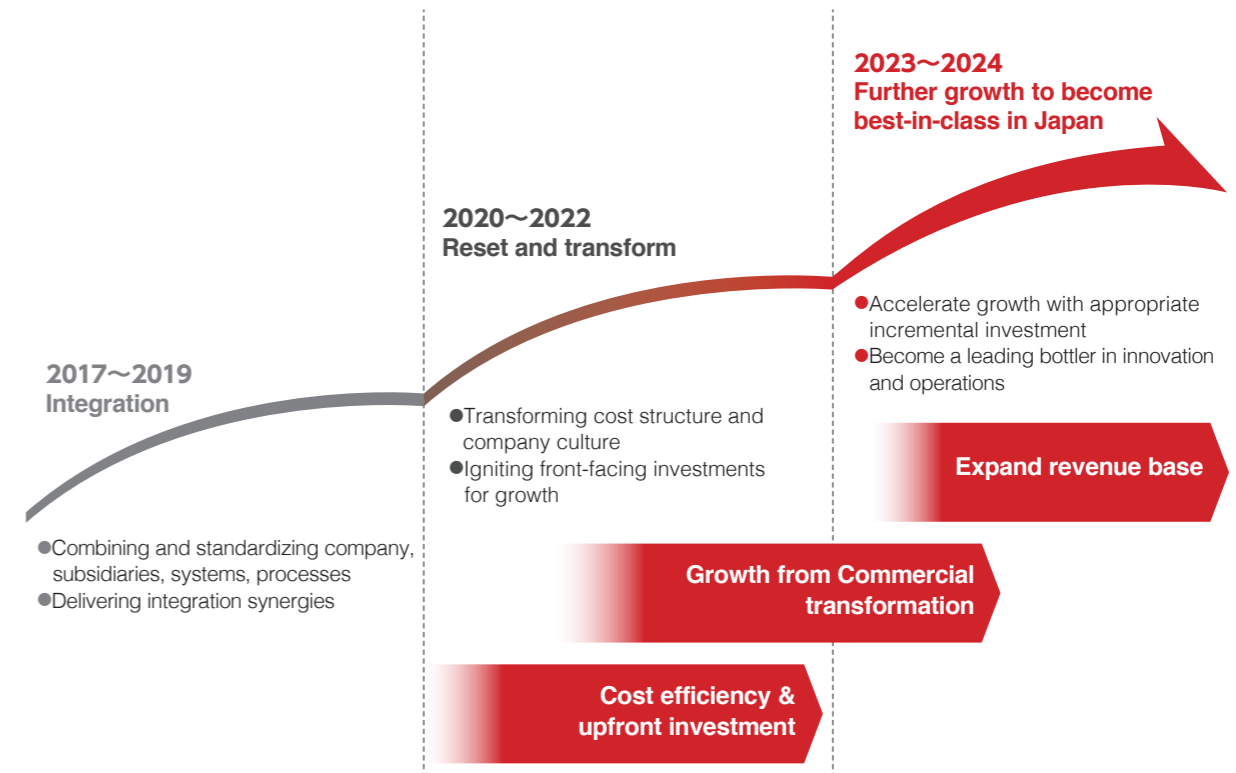 2017〜2019
Integration
●Combining and standardizing company,
subsidiaries, systems, processes
●Delivering integration synergies
2020〜2022
Reset and transform
●Transforming cost structure and
company culture
●Igniting front-facing investments
for growth
2023〜2024
Further growth to become
best-in-class in Japan
●Accelerate growth with appropriate
incremental investment
●Become a leading bottler in innovation
and operations
Expand revenue base
Growth from Commercial
transformation
Cost efficiency &
upfront investment